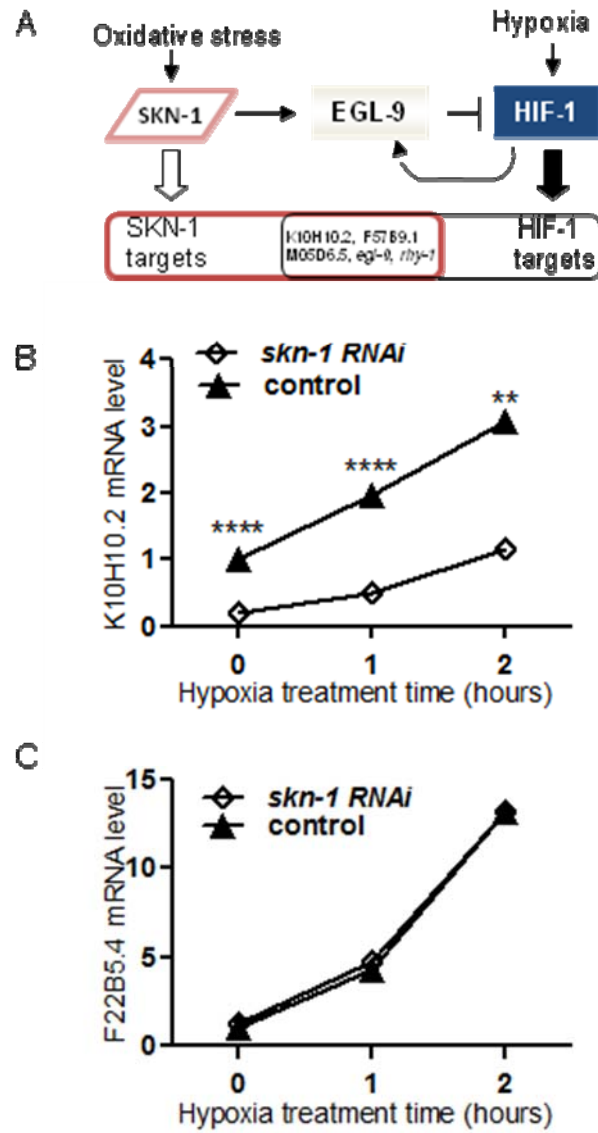 A
Oxidative stress
Hypoxia
SKN-1
EGL-9
HIF-1
SKN-1 targets
K10H10.2, F57B9.1
M05D6.5, egl-9, rhy-1
HIF-1 targets
B
4
3
2
1
0
K10H10.2 mRNA level
skn-1 RNAi
control
****
****
**
0 1 2
Hypoxia treatment time (hours)
C
15
10
5
0
F22B5.4 mRNA level
skn-1 RNAi
control
0 1 2
Hypoxia treatment time (hours)